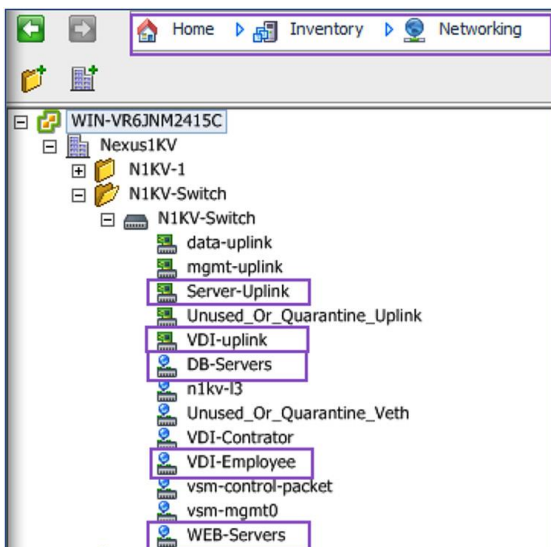 Home Inventory Networking
WIN-VR6JNM2415C
Nexus1KV
N1KV-1
N1KV-Switch
N1KV-Switch
data-uplink
mgmt-uplink
Server-Uplink
Unused_Or_Quarantine_Uplink
VDI-uplink
DB-Servers
n1kv-l3
Unused_Or_Quarantine_Veth
VDI-Contrator
VDI-Employee
vsm-control-packet
vsm-mgmt0
WEB-Servers